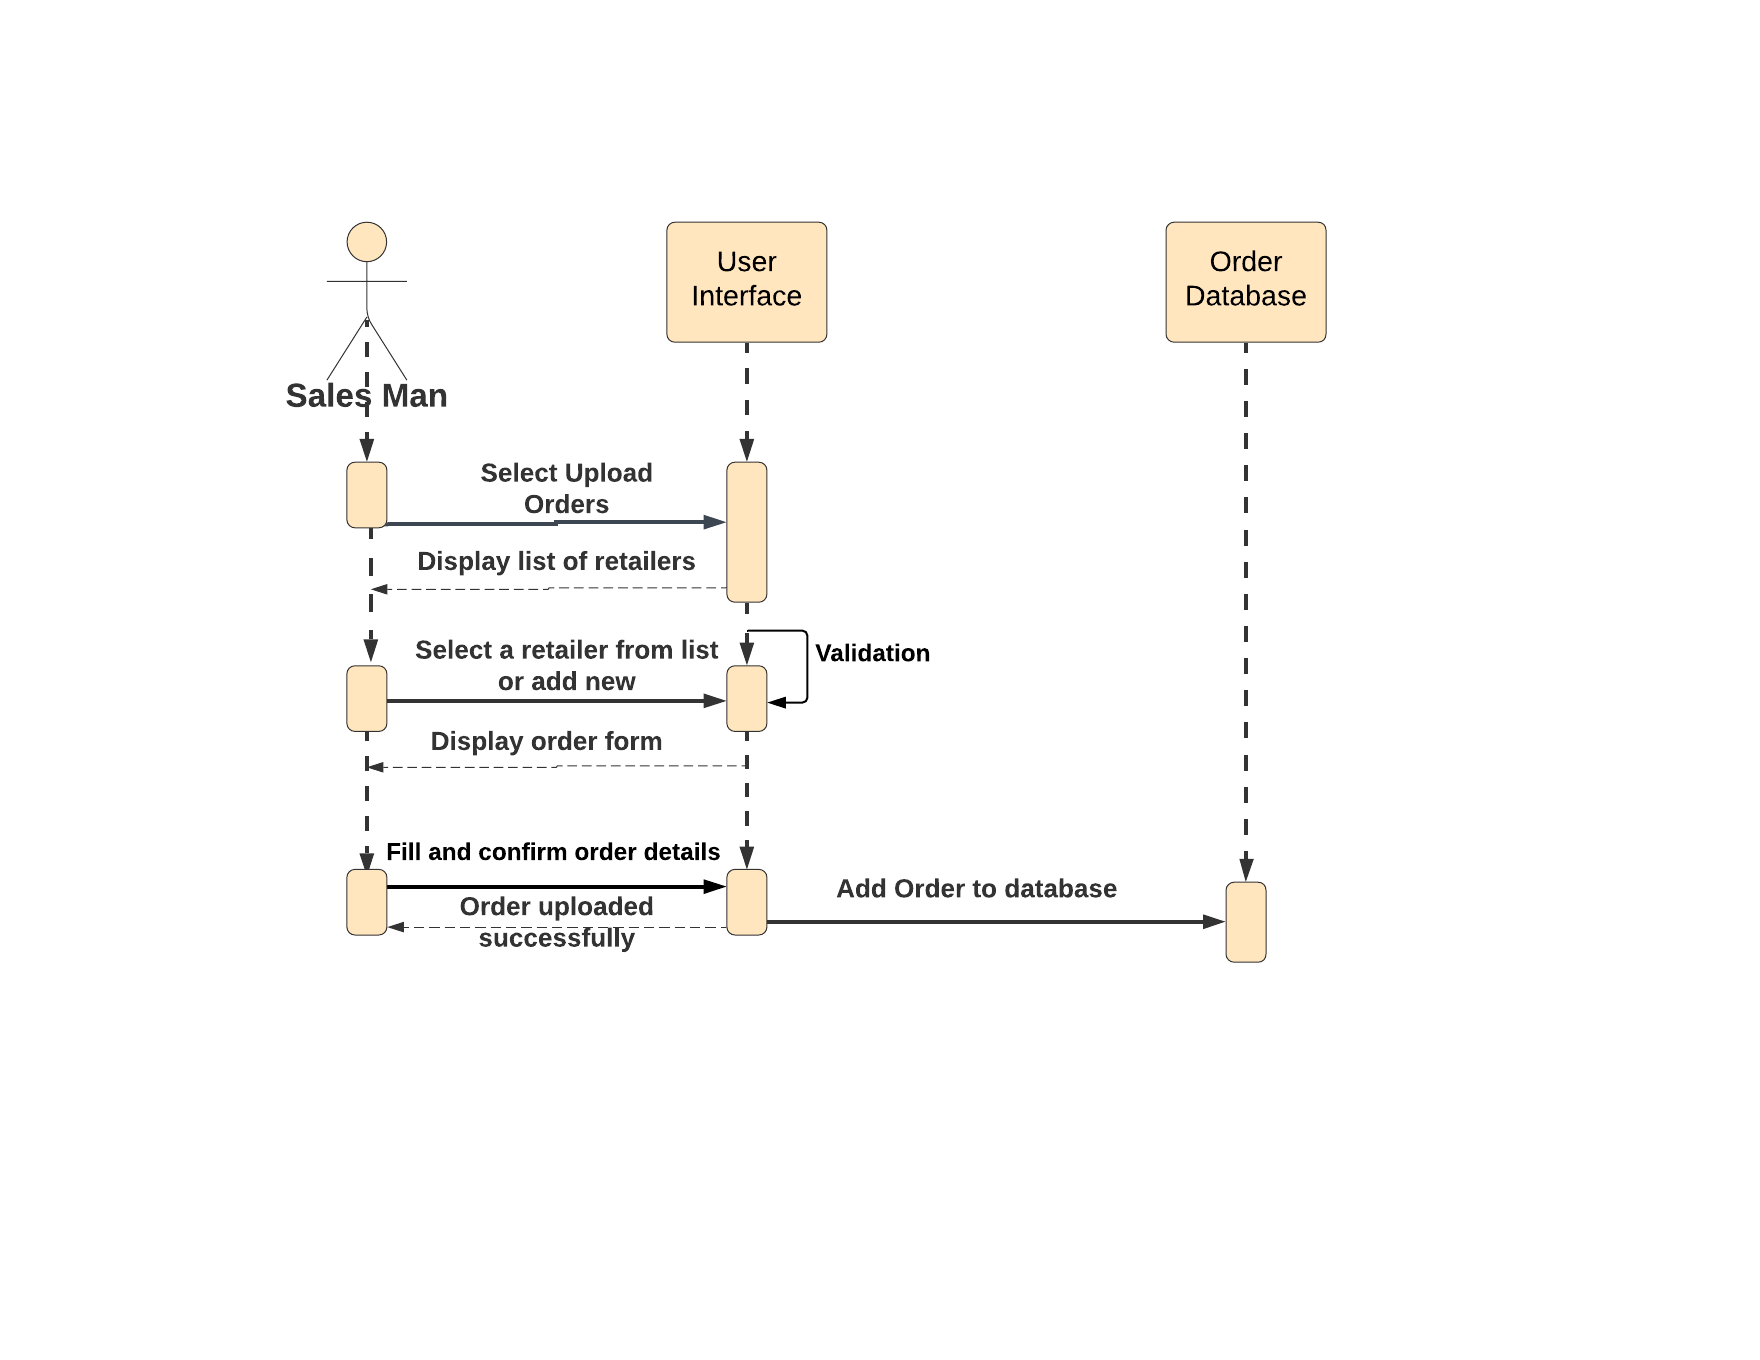 User
Interface
Order
Database
Sales Man
Select Upload
Orders
Display list of retailers
Select a retailer from list
or add new
Validation
Display order form
Fill and confirm order details
Add Order to database
Order uploaded
successfully